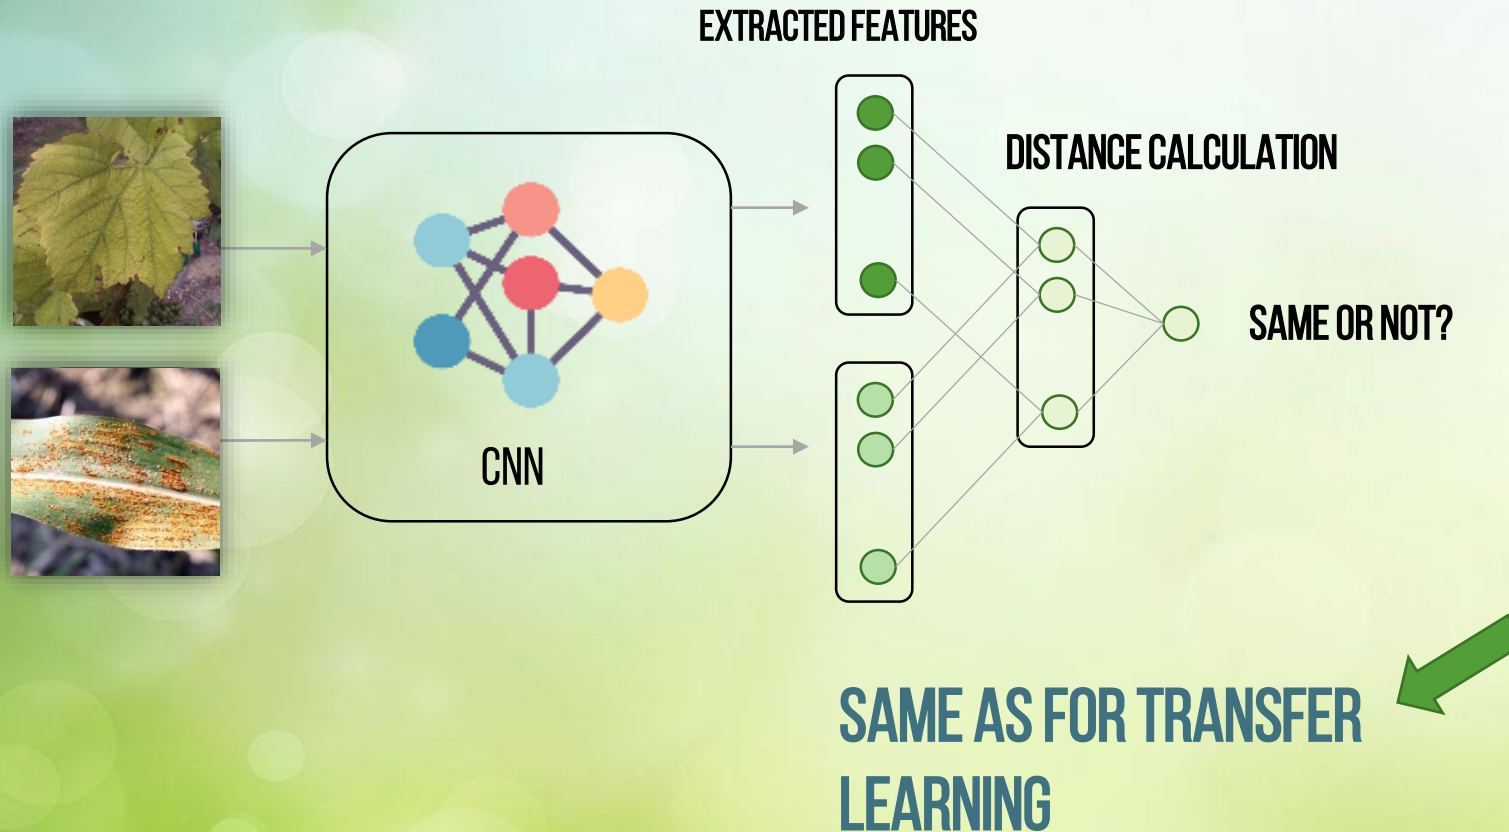 EXTRACTED FEATURES
DISTANCE CALCULATION
SAME OR NOT?
CNN
SAME AS FOR TRANSFER
LEARNING